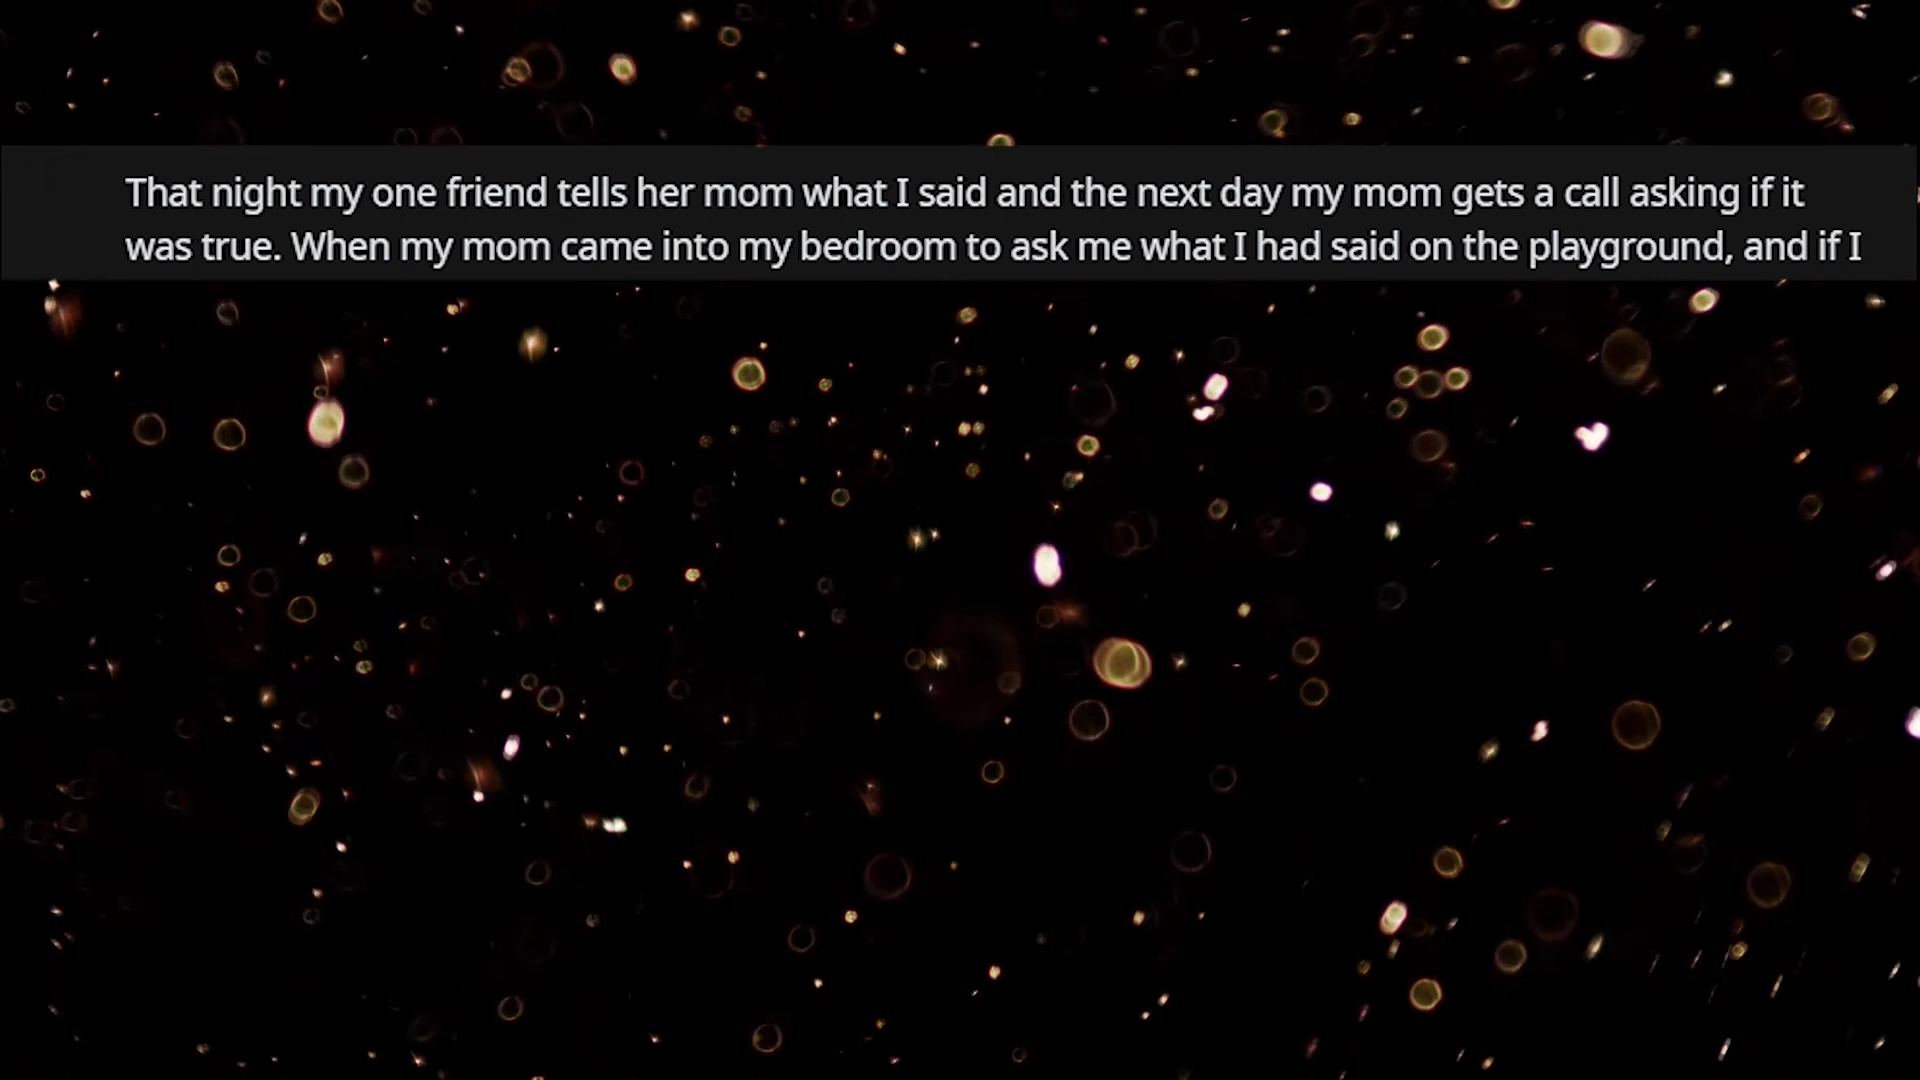 That night my one friend tells her mom what I said and the next day my mom gets a call asking if it
was true. When my mom came into my bedroom to ask me what I had said on the playground, and if I